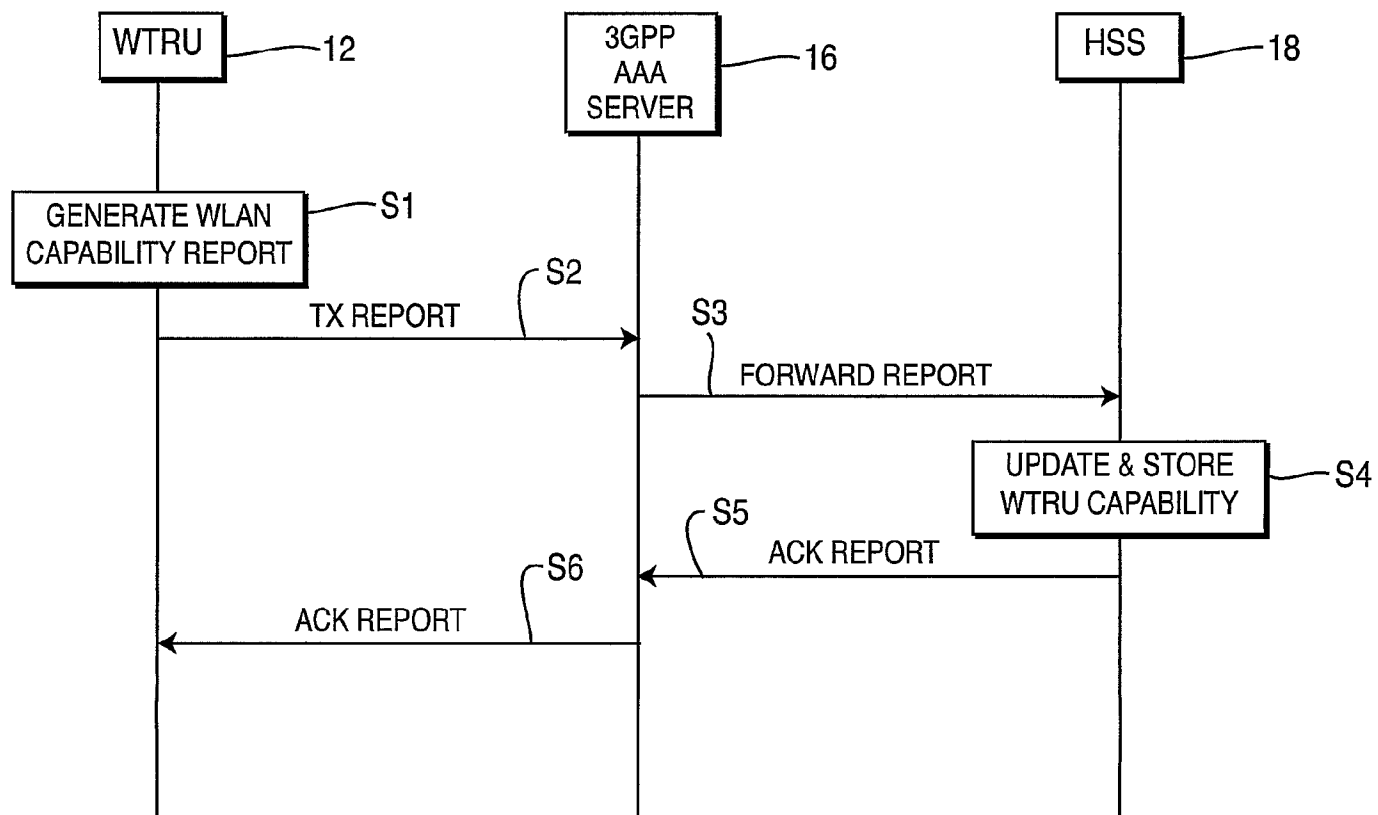 WTRU
12
3GPP
AAA
SERVER
16
HSS
18
GENERATE WLAN
CAPABILITY REPORT
S1
TX REPORT
S2
FORWARD REPORT
S3
UPDATE & STORE
WTRU CAPABILITY
S4
ACK REPORT
S5
ACK REPORT
S6